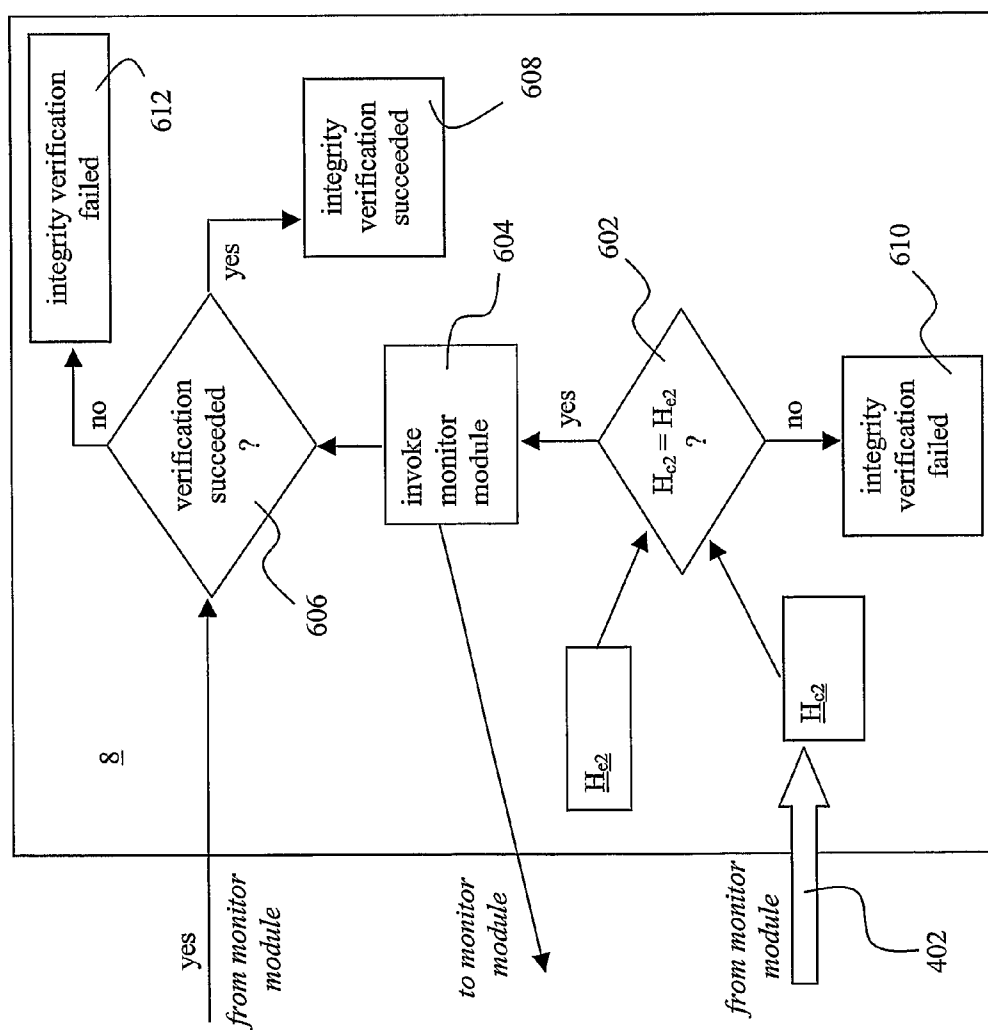 8
yes
from monitor
module
to monitor
module
from monitor
module
402
integrity verification
failed
612
no
verification
succeeded
?
606
yes
integrity
verification
succeeded
608
invoke
monitor
module
604
yes
H_c2 = H_e2
?
602
no
integrity
verification
failed
610
H_e2
H_c2